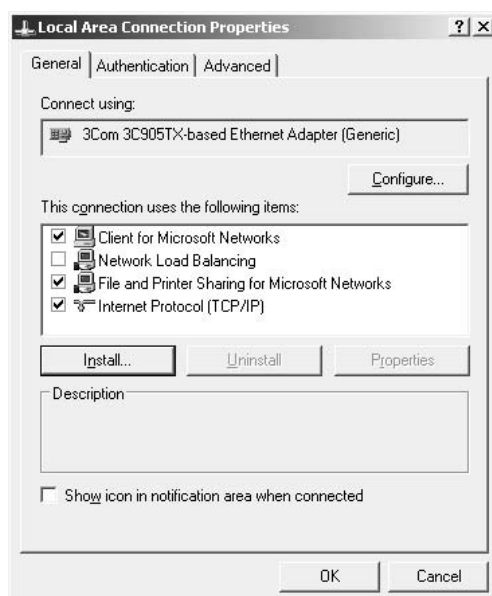 Local Area Connection Properties ? ×
General Authentication Advanced
Connect using:
3Com 3C905TX-based Ethernet Adapter (Generic)
Configure...
This connection uses the following items:
Client for Microsoft Networks
Network Load Balancing
File and Printer Sharing for Microsoft Networks
Internet Protocol (TCP/IP)
Install... Uninstall Properties
Description
Show icon in notification area when connected
OK Cancel